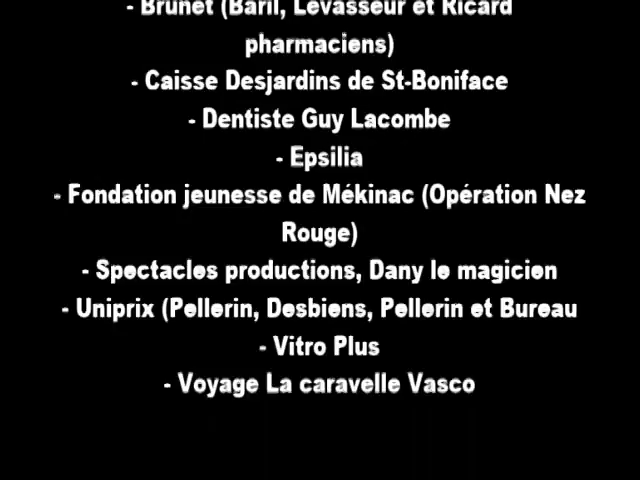 - Brunet (Baril, Levasseur et Ricard
pharmaciens)
- Caisse Desjardins de St-Boniface
- Dentiste Guy Lacombe
- Epsilia
- Fondation jeunesse de Mékinac (Opération Nez
Rouge)
- Spectacles productions, Dany le magicien
- Uniprix (Pellerin, Desbiens, Pellerin et Bureau
- Vitro Plus
- Voyage La caravelle Vasco